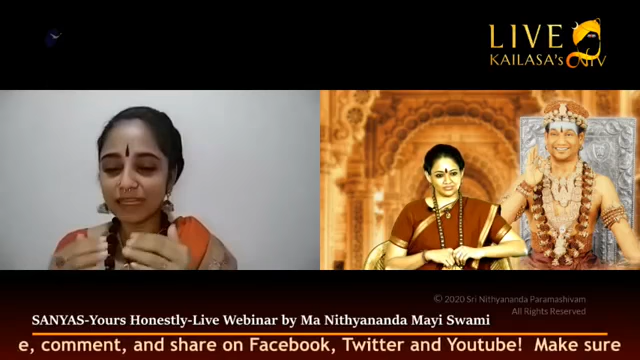 LIVE
KAILASA's NTV
© 2020 Sri Nithyananda Paramashivam
All Rights Reserved
SANYAS-Yours Honestly-Live Webinar by Ma Nithyananda Mayi Swami
e, comment, and share on Facebook, Twitter and Youtube! Make sure